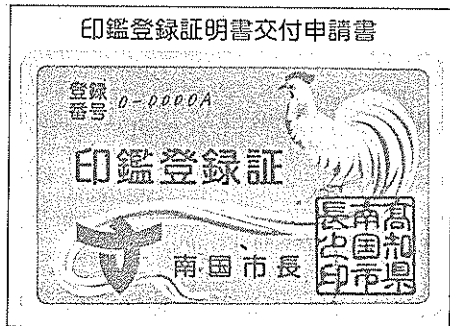 印鑑登録証明書交付申請書
登録
番号 0-0000A
印鑑登録証
南国市長
高知県
南国市
長之印